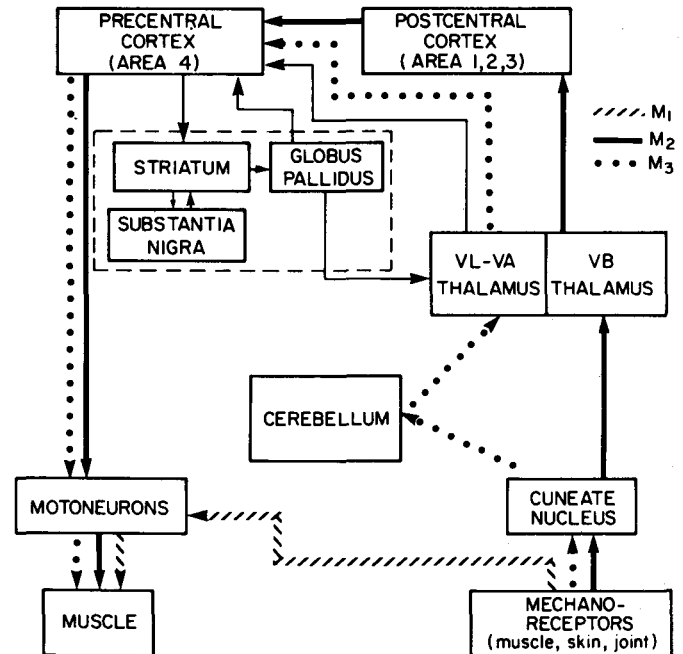 PRECENTRAL
CORTEX
(AREA 4)
POSTCENTRAL
CORTEX
(AREA 1,2,3)
M1
M2
M3
STRIATUM
GLOBUS
PALLIDUS
SUBSTANTIA
NIGRA
VL-VA
THALAMUS
VB
THALAMUS
CEREBELLUM
MOTONEURONS
CUNEATE
NUCLEUS
MUSCLE
MECHANO-
RECEPTORS
(muscle, skin, joint)